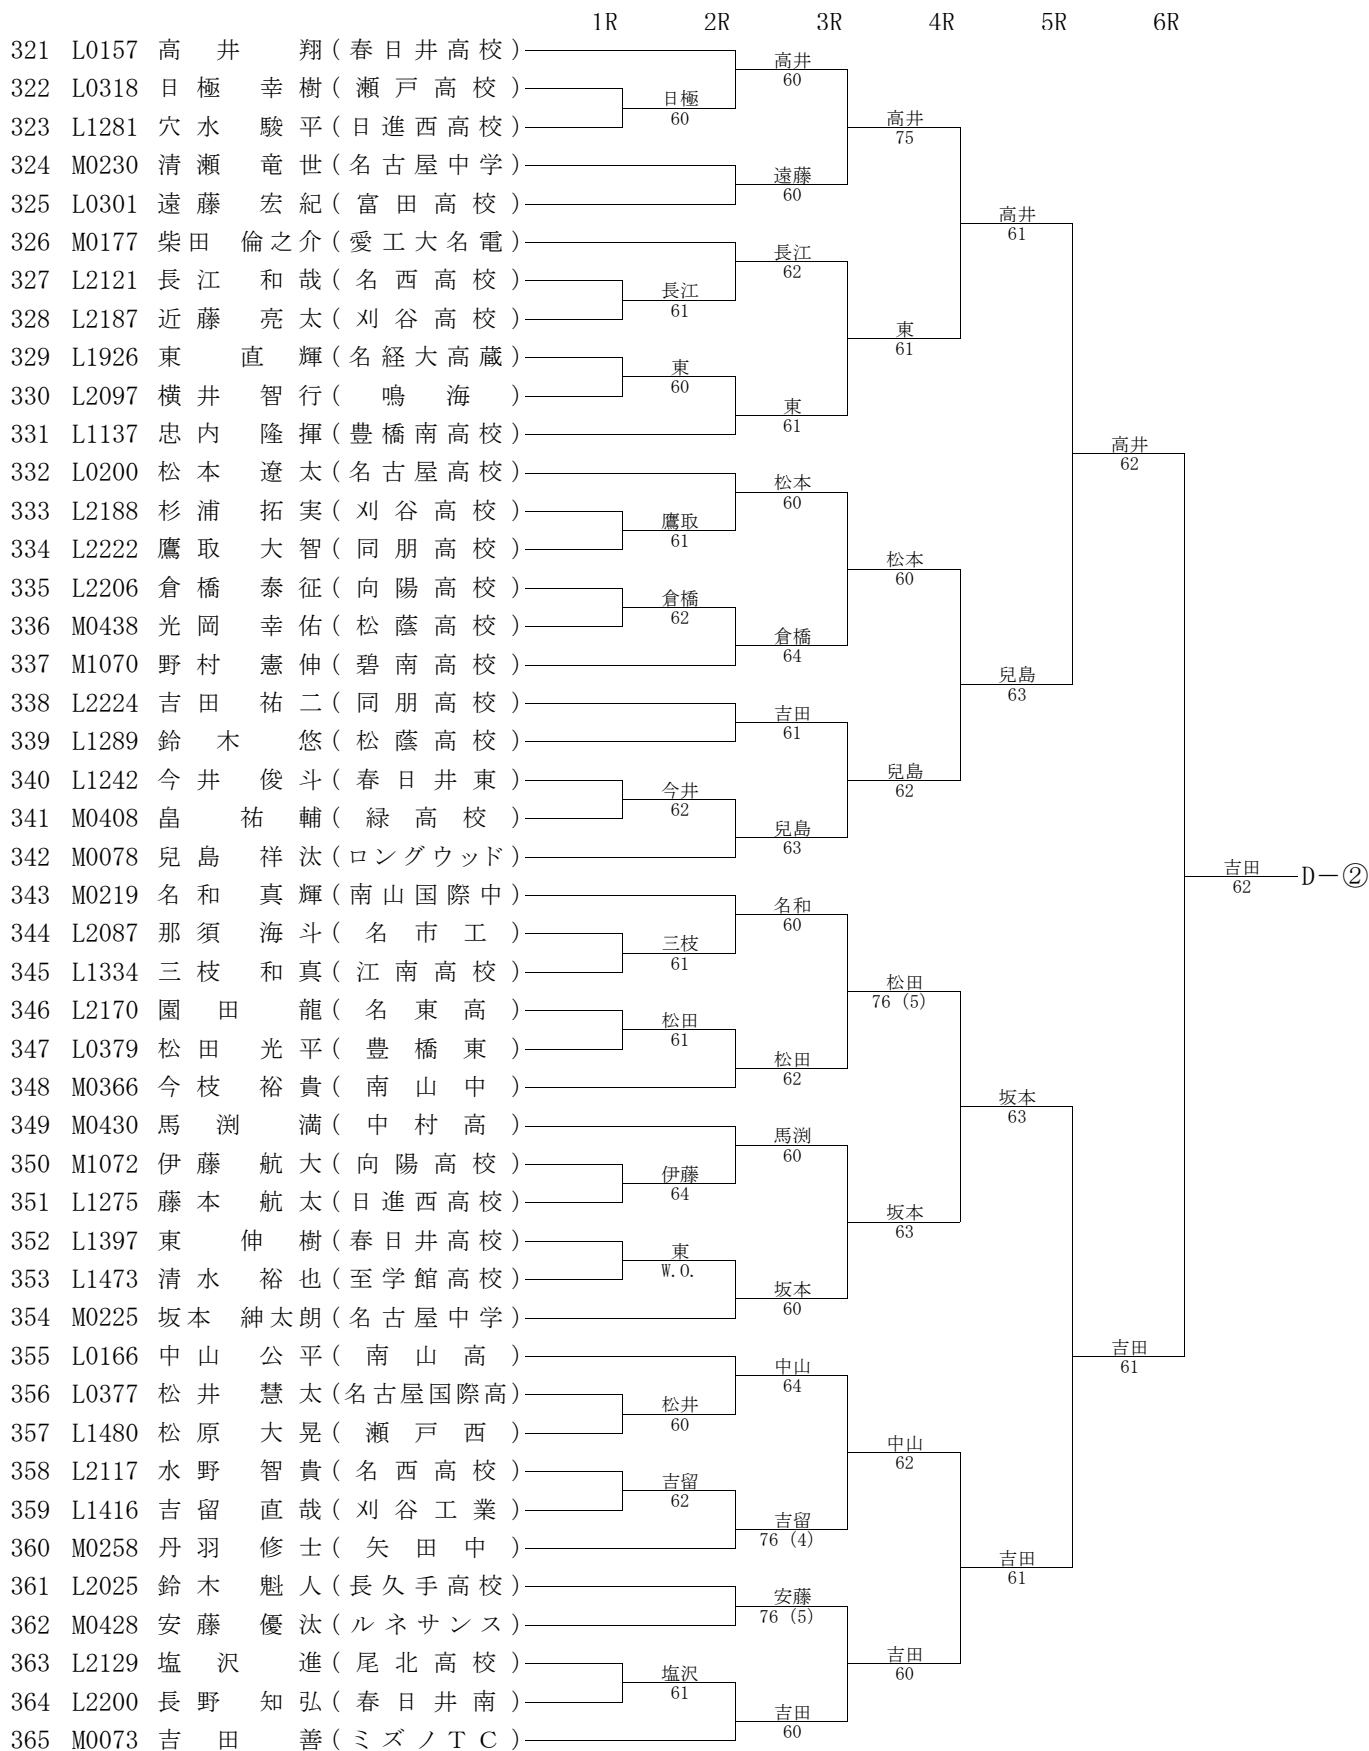 1R 2R 3R 4R 5R 6R
321 L0157 高井 翔(春日井高校)
高井
60
322 L0318 日極 幸樹(瀬戸高校)
日極
60
323 L1281 穴水 駿平(日進西高校)
高井
75
324 M0230 清瀬 竜世(名古屋中学)
遠藤
60
325 L0301 遠藤 宏紀(富田高校)
高井
61
326 M0177 柴田 倫之介(愛工大名電)
長江
62
327 L2121 長江 和哉(名西高校)
長江
61
328 L2187 近藤 亮太(刈谷高校)
東
61
329 L1926 東 直輝(名経大高蔵)
東
60
330 L2097 横井 智行(鳴海)
東
61
331 L1137 忠内 隆揮(豊橋南高校)
高井
62
332 L0200 松本 遼太(名古屋高校)
松本
60
333 L2188 杉浦 拓実(刈谷高校)
鷹取
61
334 L2222 鷹取 大智(同朋高校)
松本
60
335 L2206 倉橋 泰征(向陽高校)
倉橋
62
336 M0438 光岡 幸佑(松蔭高校)
倉橋
64
337 M1070 野村 憲伸(碧南高校)
兒島
63
338 L2224 吉田 祐二(同朋高校)
吉田
61
339 L1289 鈴木 悠(松蔭高校)
兒島
62
340 L1242 今井 俊斗(春日井東)
今井
62
341 M0408 畠 祐輔(緑高校)
兒島
63
342 M0078 兒島 祥汰(ロングウッド)
吉田
62
D－②
343 M0219 名和 真輝(南山国際中)
名和
60
344 L2087 那須 海斗(名市工)
三枝
61
345 L1334 三枝 和真(江南高校)
松田
76 (5)
346 L2170 園田 龍(名東高)
松田
61
347 L0379 松田 光平(豊橋東)
松田
62
348 M0366 今枝 裕貴(南山中)
坂本
63
349 M0430 馬渕 満(中村高)
馬渕
60
350 M1072 伊藤 航大(向陽高校)
伊藤
64
351 L1275 藤本 航太(日進西高校)
坂本
63
352 L1397 東 伸樹(春日井高校)
東
W.O.
353 L1473 清水 裕也(至学館高校)
坂本
60
354 M0225 坂本 紳太朗(名古屋中学)
吉田
61
355 L0166 中山 公平(南山高)
中山
64
356 L0377 松井 慧太(名古屋国際高)
松井
60
357 L1480 松原 大晃(瀬戸西)
中山
62
358 L2117 水野 智貴(名西高校)
吉留
62
359 L1416 吉留 直哉(刈谷工業)
吉留
76 (4)
360 M0258 丹羽 修士(矢田中)
吉田
61
361 L2025 鈴木 魁人(長久手高校)
安藤
76 (5)
362 M0428 安藤 優汰(ルネサンス)
吉田
60
363 L2129 塩沢 進(尾北高校)
塩沢
61
364 L2200 長野 知弘(春日井南)
吉田
60
365 M0073 吉田 善(ミズノTC)